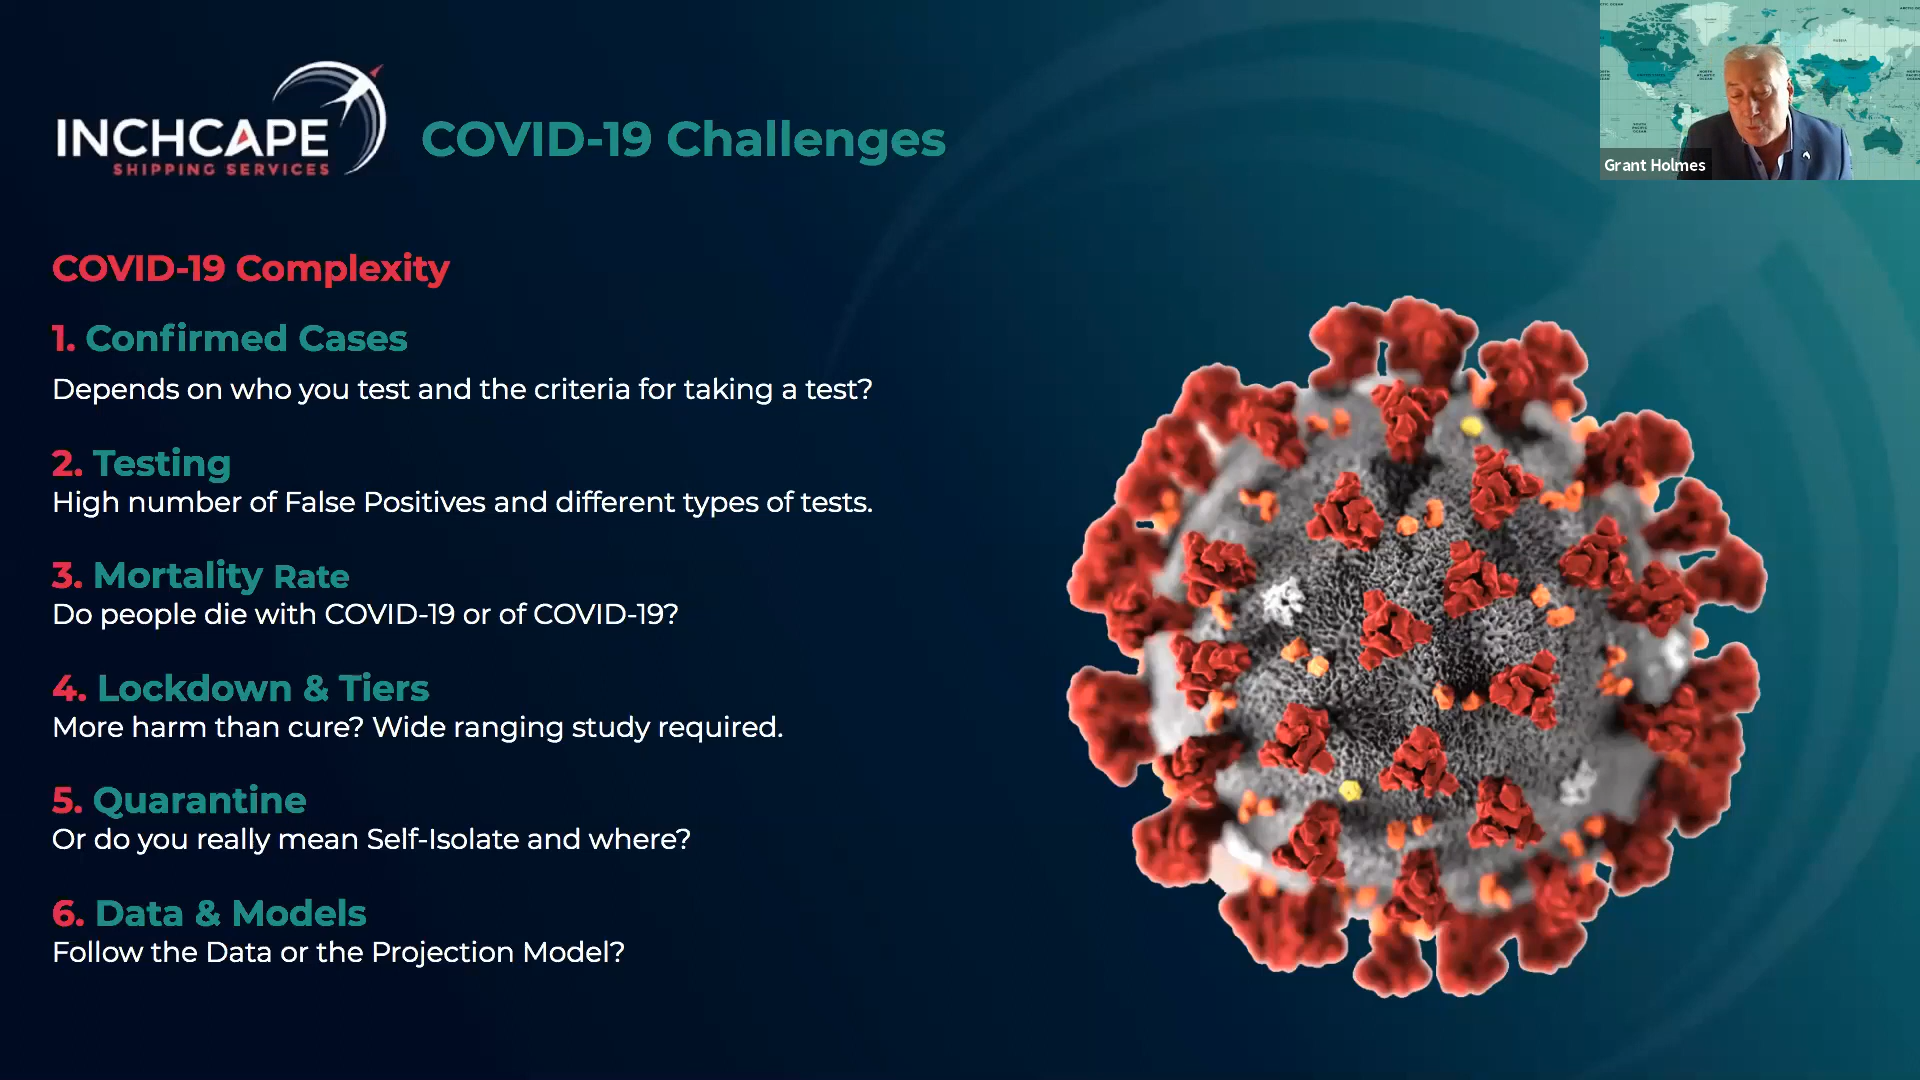 INCHCAPE
SHIPPING SERVICES
COVID-19 Challenges
Grant Holmes
COVID-19 Complexity
1. Confirmed Cases
Depends on who you test and the criteria for taking a test?
2. Testing
High number of False Positives and different types of tests.
3. Mortality Rate
Do people die with COVID-19 or of COVID-19?
4. Lockdown & Tiers
More harm than cure? Wide ranging study required.
5. Quarantine
Or do you really mean Self-Isolate and where?
6. Data & Models
Follow the Data or the Projection Model?